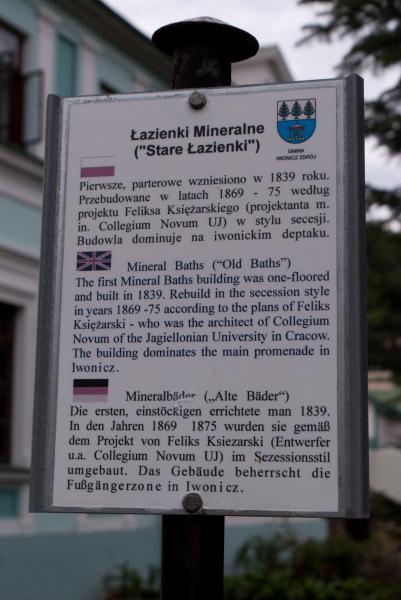 Łazienki Mineralne
("Stare Łazienki")
GMINA
IWONICZ ZDRÓJ
Pierwsze, parterowe wzniesiono w 1839 roku.
Przebudowane w latach 1869 - 75 według
projektu Feliksa Księżarskiego (projektanta m.
in. Collegium Novum UJ) w stylu secesji.
Budowla dominuje na iwonickim deptaku.
Mineral Baths (“Old Baths”)
The first Mineral Baths building was one-floored
and built in 1839. Rebuild in the secession style
in years 1869 -75 according to the plans of Feliks
Księżarski - who was the architect of Collegium
Novum of the Jagiellonian University in Cracow.
The building dominates the main promenade in
Iwonicz.
Mineralbäder („Alte Bäder“)
Die ersten, einstöckigen errichtete man 1839.
In den Jahren 1869 1875 wurden sie gemäß
dem Projekt von Feliks Ksiezarski (Entwerfer
u.a. Collegium Novum UJ) im Sezessionsstil
umgebaut. Das Gebäude beherrscht die
Fußgängerzone in Iwonicz.